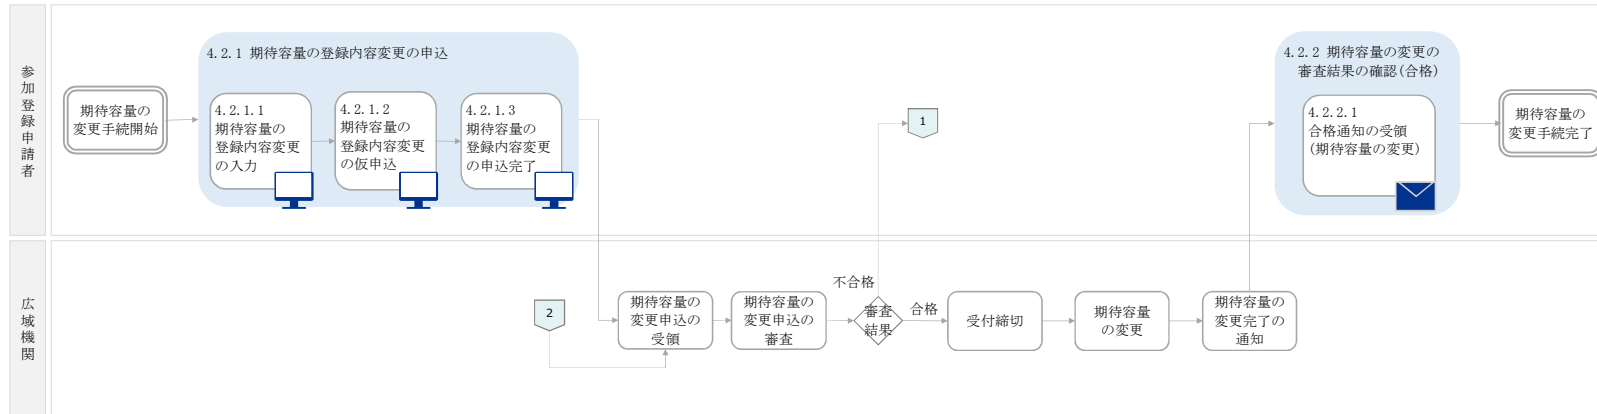 参加登録申請者
期待容量の
変更手続開始
4.2.1 期待容量の登録内容変更の申込
4.2.1.1
期待容量の
登録内容変更
の入力
4.2.1.2
期待容量の
登録内容変更
の仮申込
4.2.1.3
期待容量の
登録内容変更
の申込完了
1
4.2.2 期待容量の変更の
審査結果の確認(合格)
4.2.2.1
合格通知の受領
(期待容量の変更)
期待容量の
変更手続完了
広域機関
2
期待容量の
変更申込の
受領
期待容量の
変更申込の
審査
不合格
審査
結果
合格
受付締切
期待容量
の変更
期待容量の
変更完了の
通知